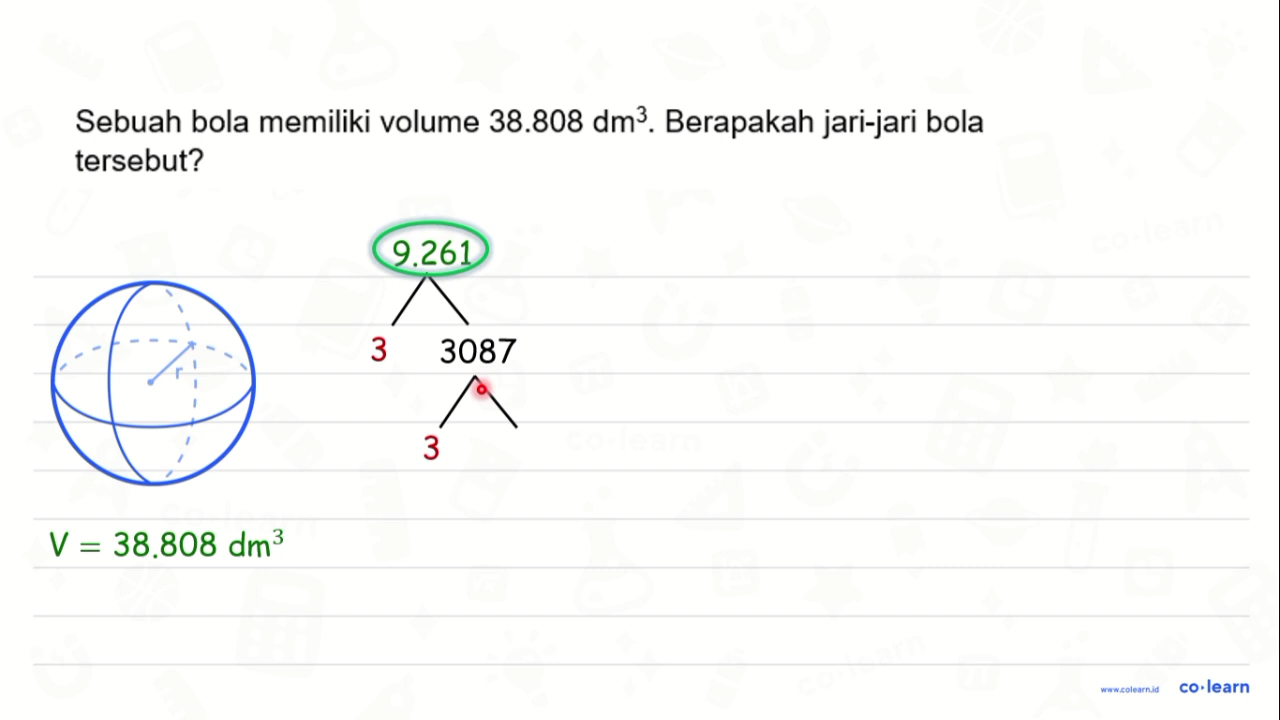 Sebuah bola memiliki volume 38.808 dm³. Berapakah jari-jari bola
tersebut?
9.261
3 3087
r
3
V = 38.808 dm³
www.colearn.id co·learn